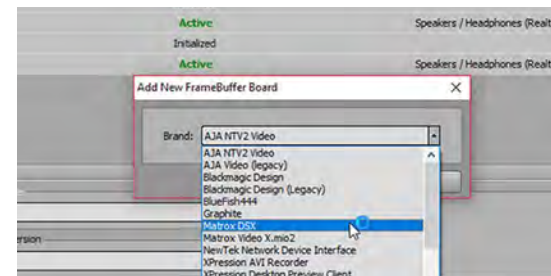 Active Speakers / Headphones (Realt
Initialized
Active Speakers / Headphones (Realt
Add New FrameBuffer Board
Brand: AJA NTV2 Video
AJA NTV2 Video
AJA Video (legacy)
Blackmagic Design
Blackmagic Design (Legacy)
BlueFish444
Graphite
Matrox DSX
Matrox Video X.mio2
NewTek Network Device Interface
XPression AVI Recorder
XPression Desktop Preview Client
ersion